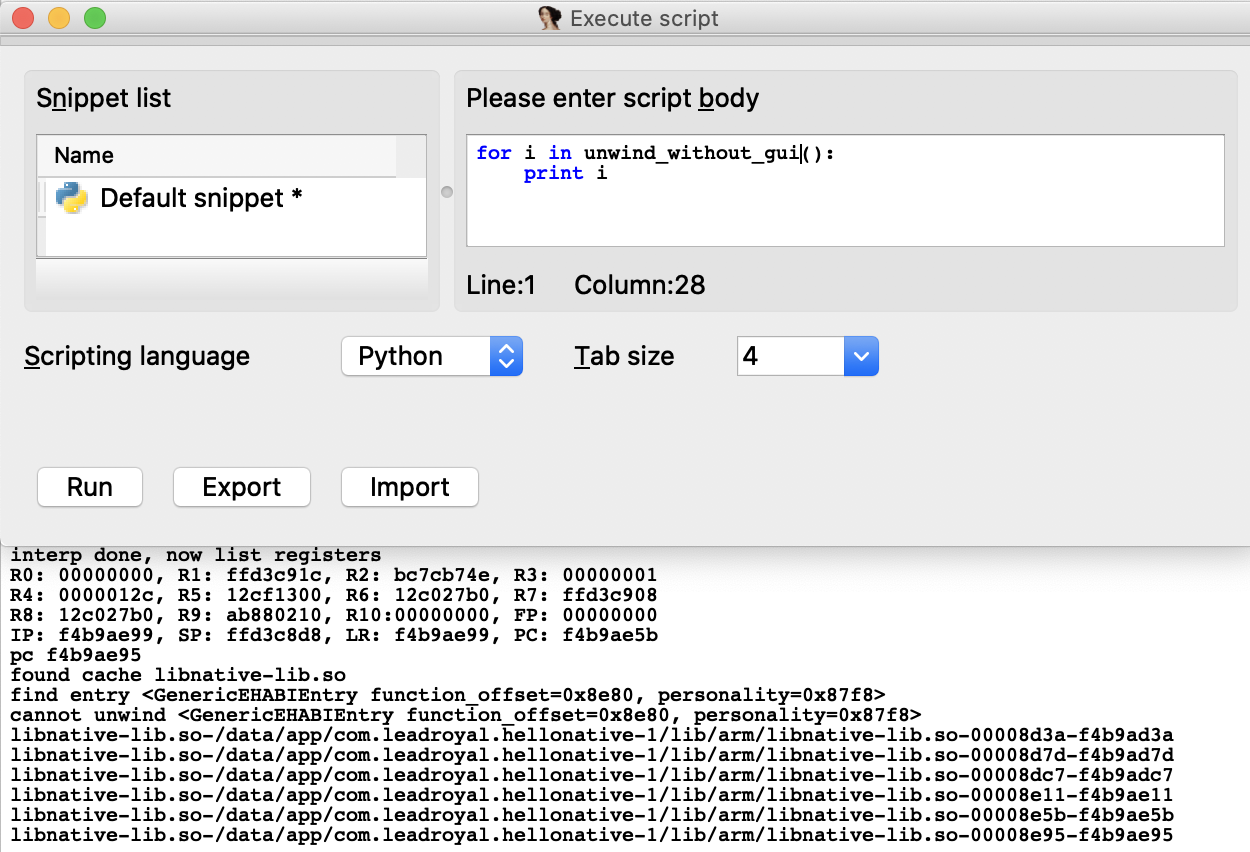 Execute script
Snippet list
Name
Default snippet *
Please enter script body
for i in unwind_without_gui():
    print i
Line:1 Column:28
Scripting language Python Tab size 4
Run Export Import
interp done, now list registers
R0: 00000000, R1: ffd3c91c, R2: bc7cb74e, R3: 00000001
R4: 0000012c, R5: 12cf1300, R6: 12c027b0, R7: ffd3c908
R8: 12c027b0, R9: ab880210, R10:00000000, FP: 00000000
IP: f4b9ae99, SP: ffd3c8d8, LR: f4b9ae99, PC: f4b9ae5b
pc f4b9ae95
found cache libnative-lib.so
find entry <GenericEHABIEntry function_offset=0x8e80, personality=0x87f8>
cannot unwind <GenericEHABIEntry function_offset=0x8e80, personality=0x87f8>
libnative-lib.so-/data/app/com.leadroyal.hellonative-1/lib/arm/libnative-lib.so-00008d3a-f4b9ad3a
libnative-lib.so-/data/app/com.leadroyal.hellonative-1/lib/arm/libnative-lib.so-00008d7d-f4b9ad7d
libnative-lib.so-/data/app/com.leadroyal.hellonative-1/lib/arm/libnative-lib.so-00008dc7-f4b9adc7
libnative-lib.so-/data/app/com.leadroyal.hellonative-1/lib/arm/libnative-lib.so-00008e11-f4b9ae11
libnative-lib.so-/data/app/com.leadroyal.hellonative-1/lib/arm/libnative-lib.so-00008e5b-f4b9ae5b
libnative-lib.so-/data/app/com.leadroyal.hellonative-1/lib/arm/libnative-lib.so-00008e95-f4b9ae95